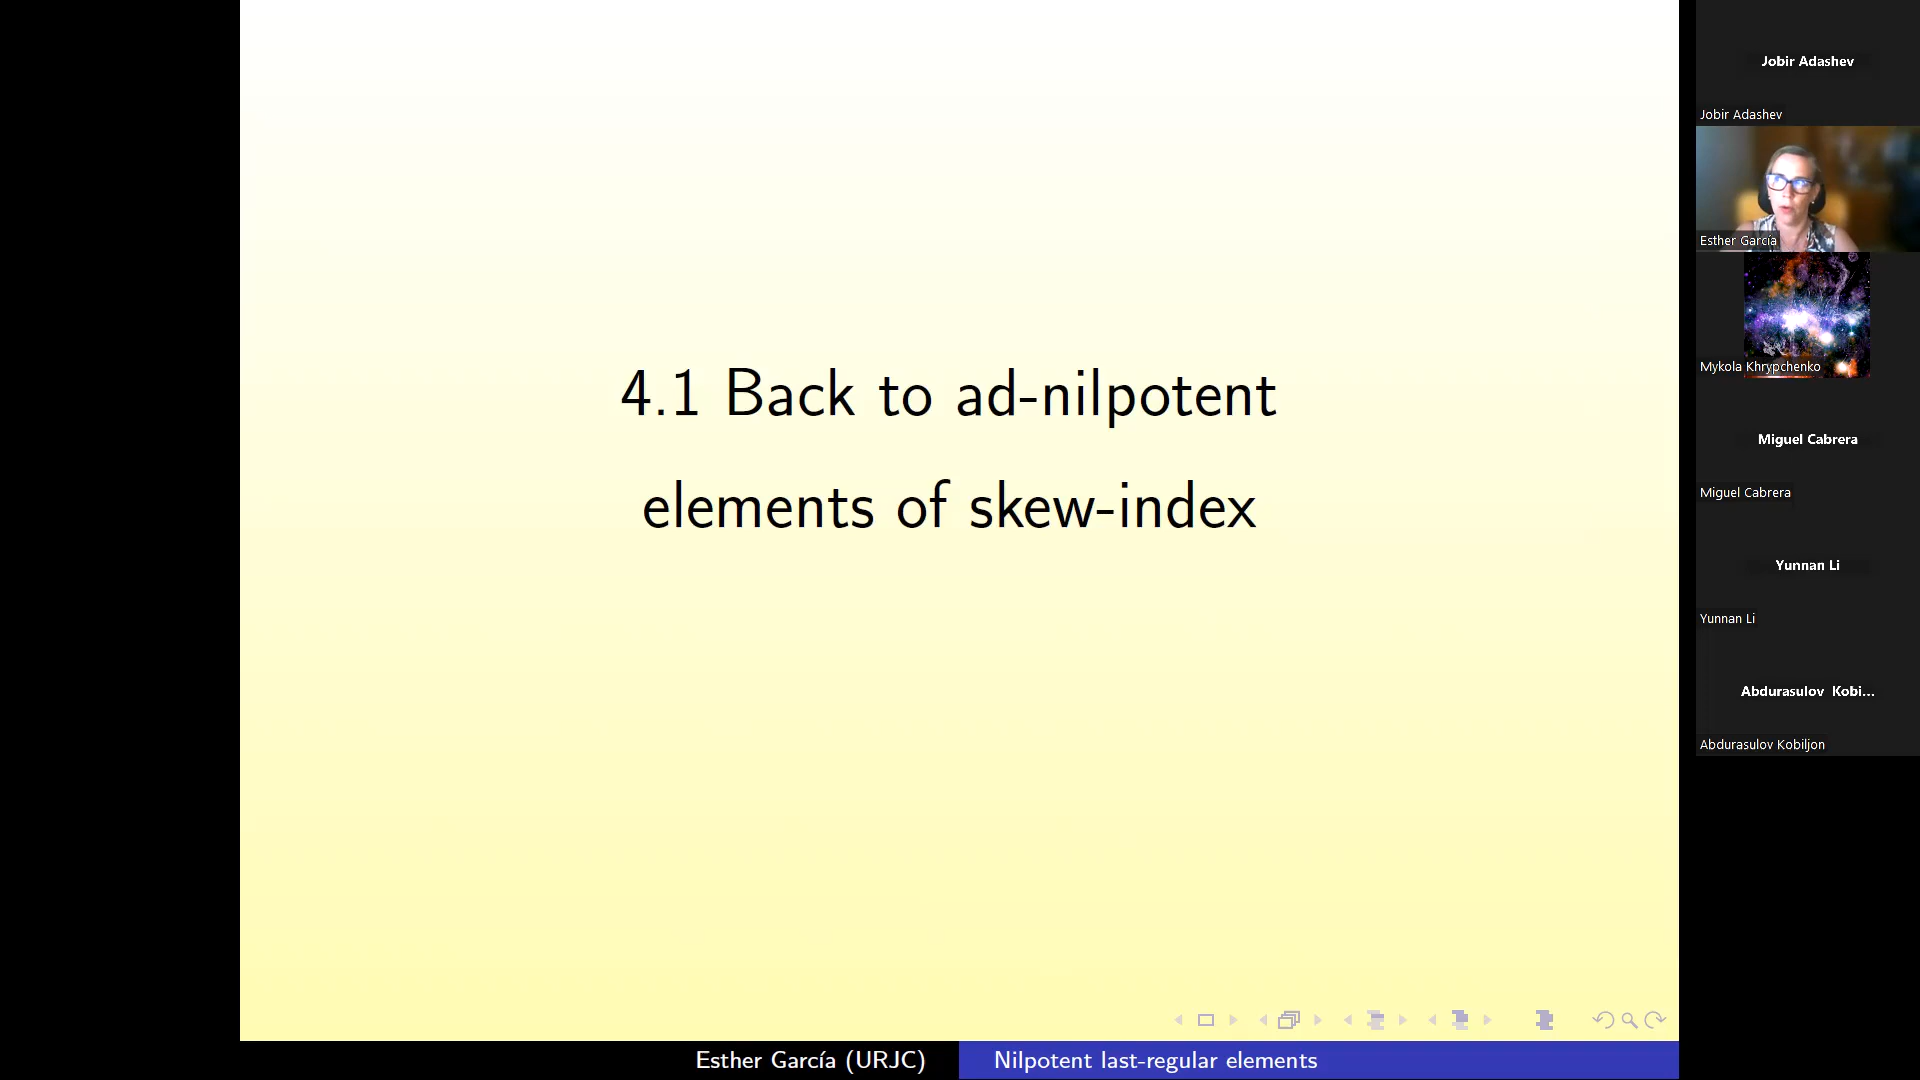 4.1 Back to ad-nilpotent
elements of skew-index
Esther García (URJC)
Nilpotent last-regular elements
Jobir Adashev
Jobir Adashev
Esther García
Mykola Khrypchenko
Miguel Cabrera
Miguel Cabrera
Yunnan Li
Yunnan Li
Abdurasulov Kobi...
Abdurasulov Kobiljon